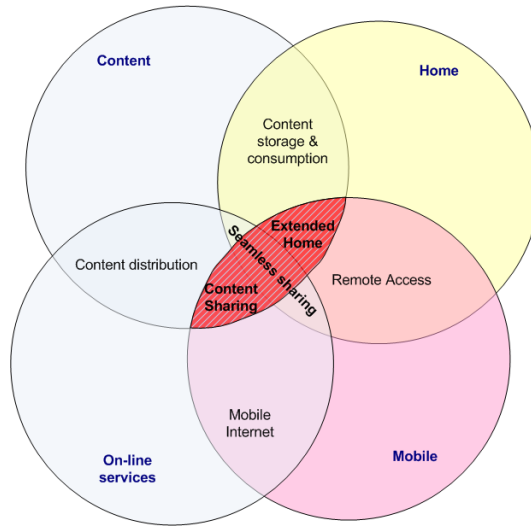 Content
Home
Content
storage &
consumption
Extended
Home
Seamless sharing
Content distribution
Remote Access
Content
Sharing
Mobile
Internet
On-line
services
Mobile